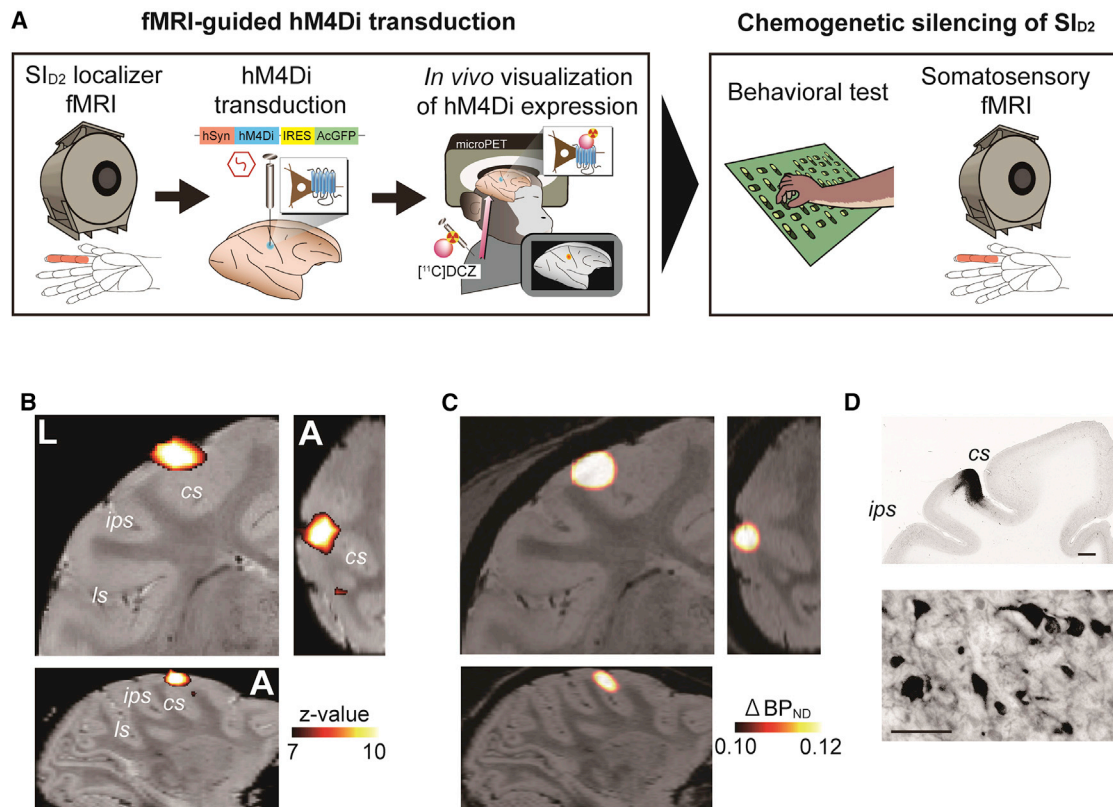 A
fMRI-guided hM4Di transduction
Chemogenetic silencing of SID2
SID2 localizer
fMRI
hM4Di
transduction
In vivo visualization
of hM4Di expression
Behavioral test
Somatosensory
fMRI
hSyn hM4Di IRES AcGFP
microPET
[11C]DCZ
B
L
cs
ips
ls
A
cs
A
ips
cs
ls
z-value
7 10
C
Δ BPND
0.10 0.12
D
cs
ips